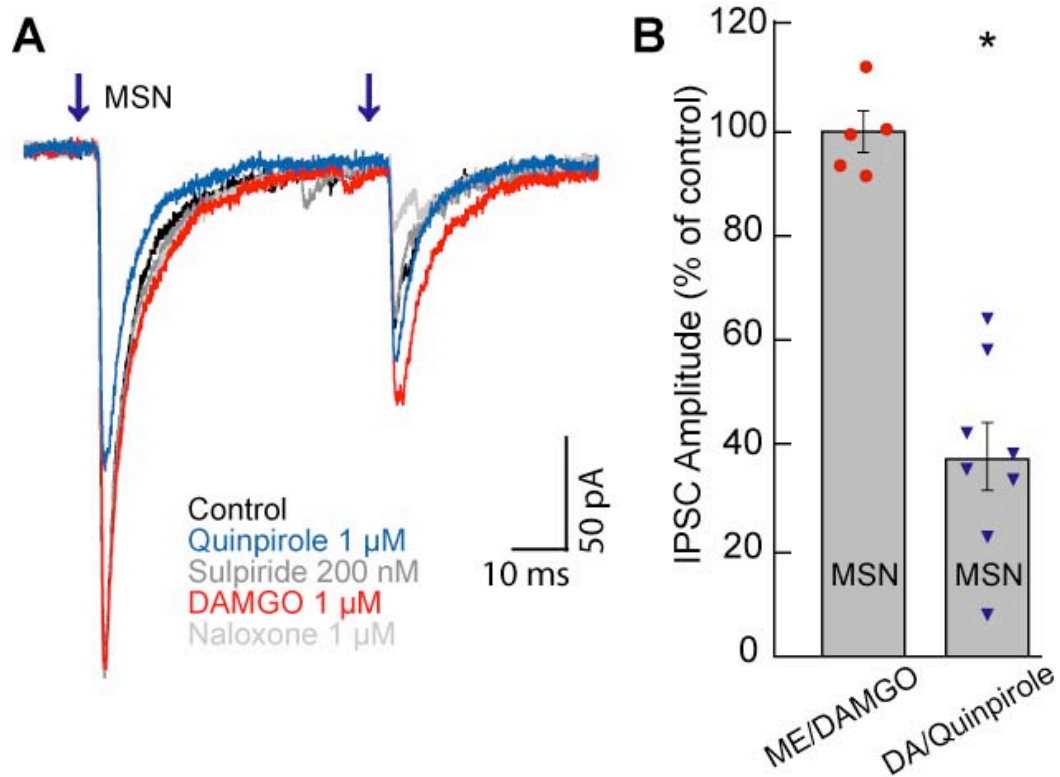 A
MSN
Control
Quinpirole 1 µM
Sulpiride 200 nM
DAMGO 1 µM
Naloxone 1 µM
50 pA
10 ms
B
*
IPSC Amplitude (% of control)
120
100
80
60
40
20
0
MSN
MSN
ME/DAMGO
DA/Quinpirole